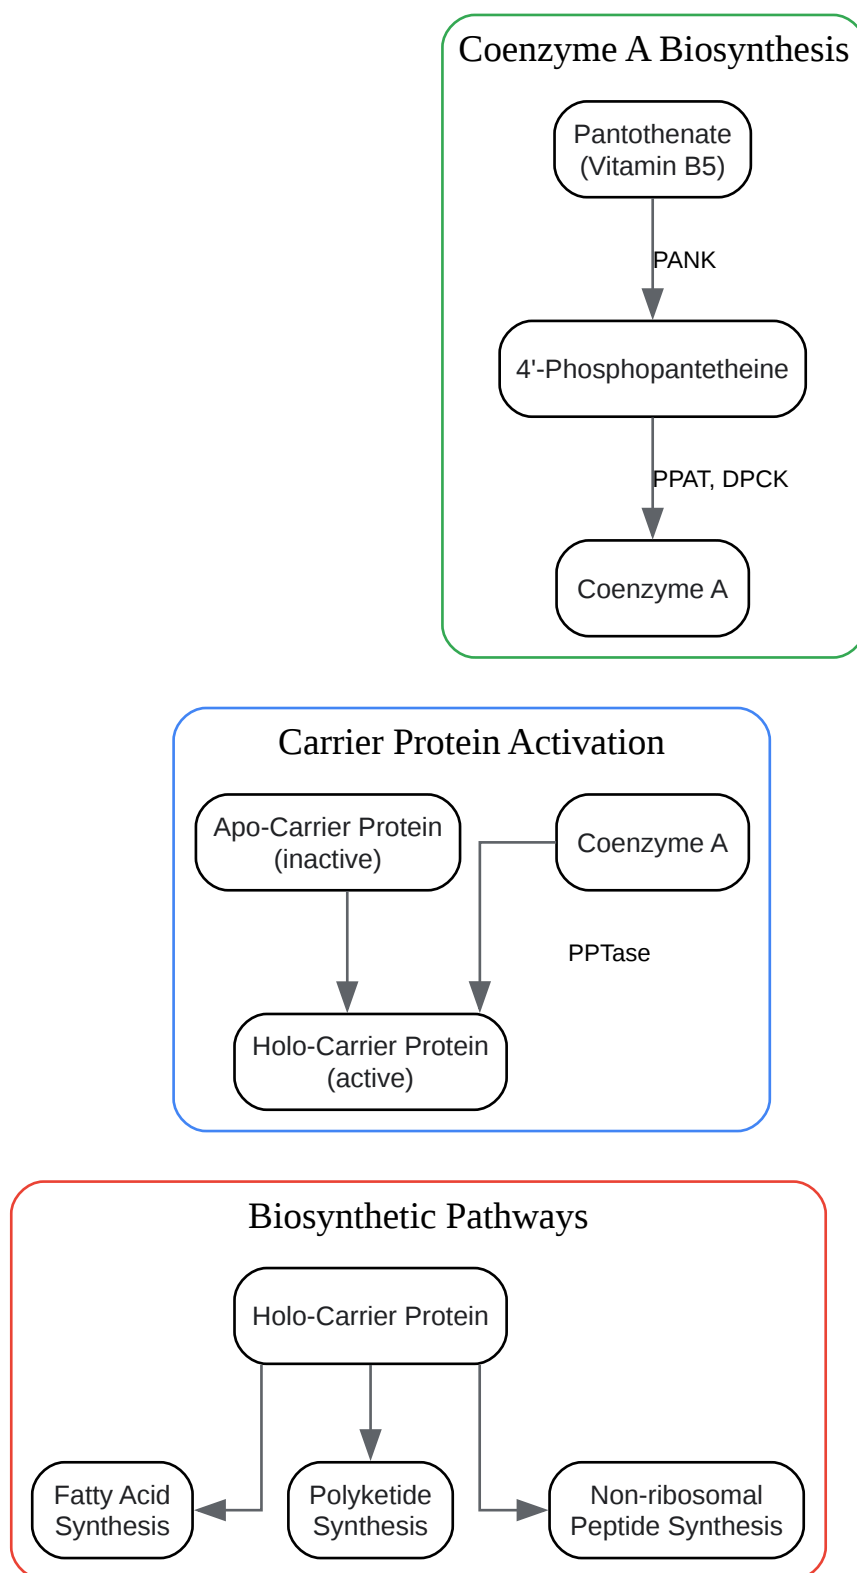 Coenzyme A Biosynthesis
Pantothenate
(Vitamin B5)
PANK
4'-Phosphopantetheine
PPAT, DPCK
Coenzyme A
Carrier Protein Activation
Apo-Carrier Protein
(inactive)
Coenzyme A
PPTase
Holo-Carrier Protein
(active)
Biosynthetic Pathways
Holo-Carrier Protein
Fatty Acid
Synthesis
Polyketide
Synthesis
Non-ribosomal
Peptide Synthesis